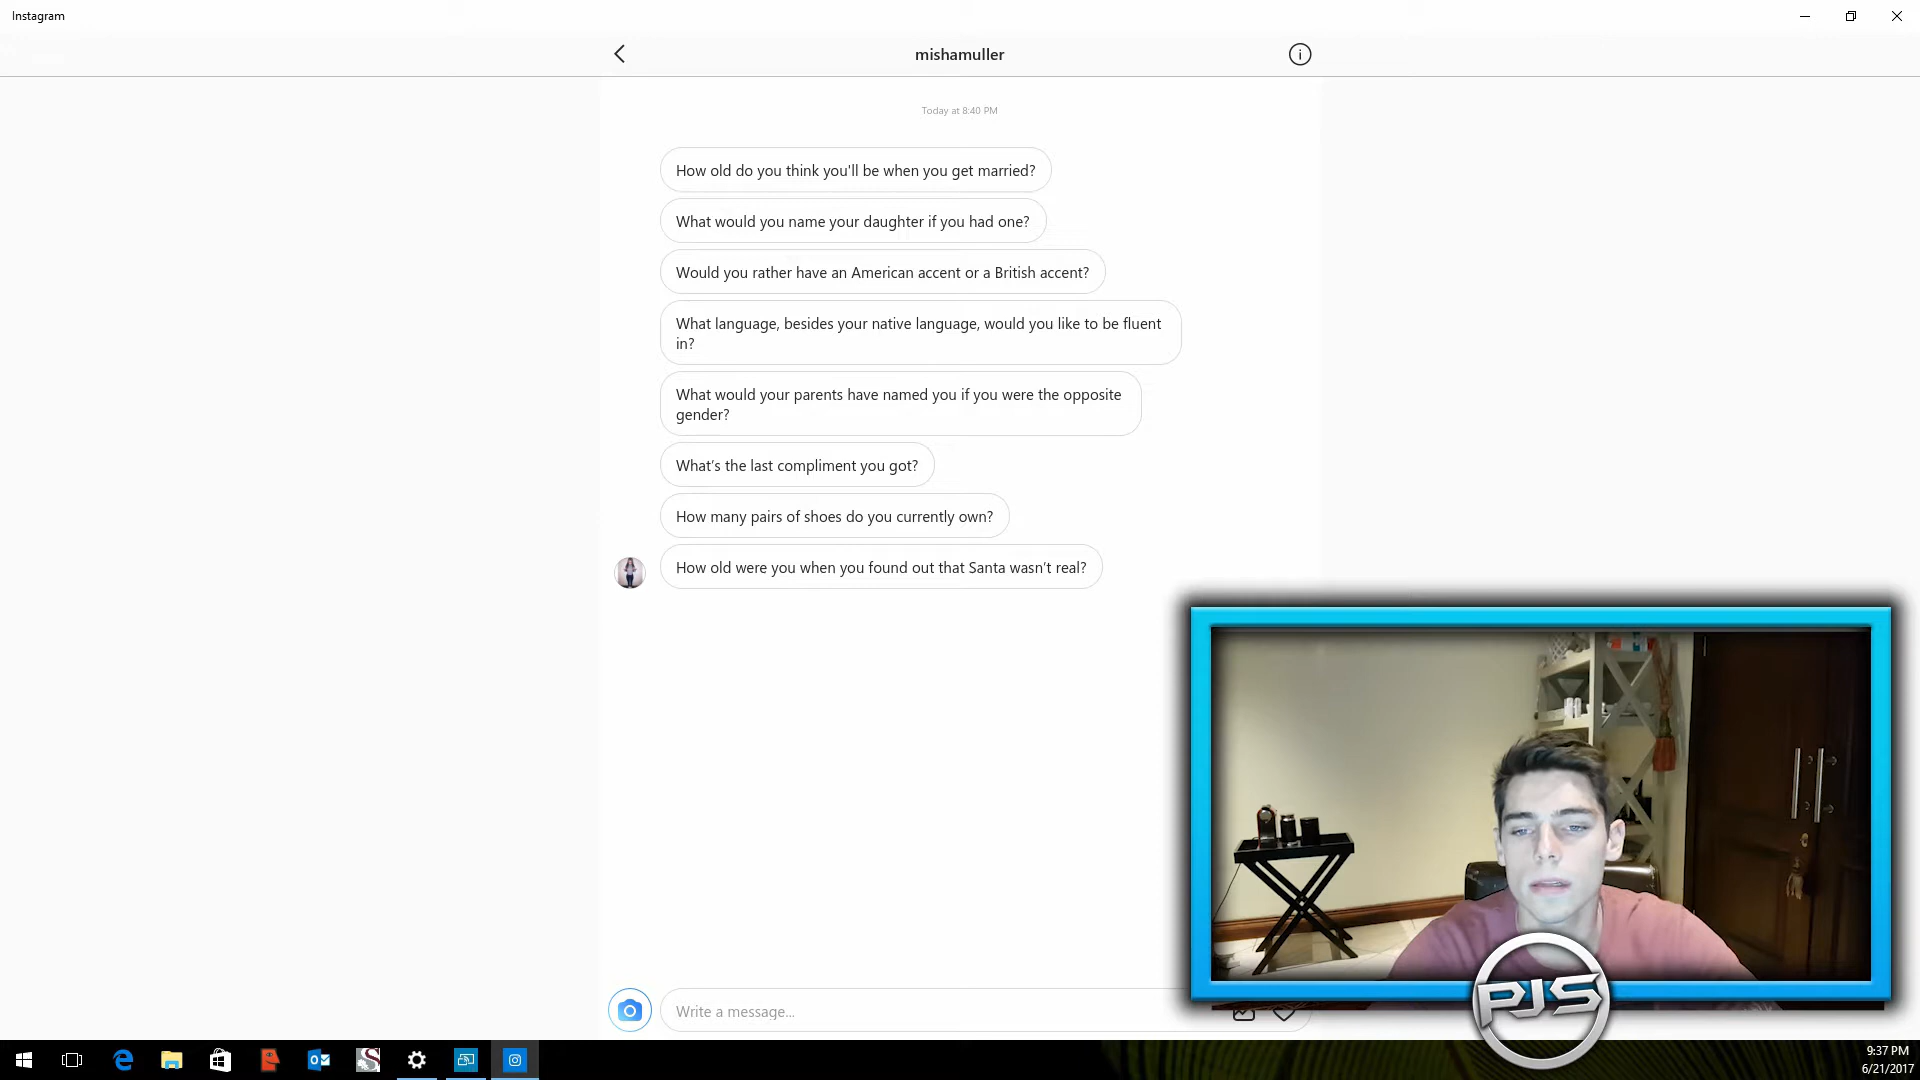 Instagram
mishamuller
Today at 8:40 PM
How old do you think you'll be when you get married?
What would you name your daughter if you had one?
Would you rather have an American accent or a British accent?
What language, besides your native language, would you like to be fluent
in?
What would your parents have named you if you were the opposite
gender?
What's the last compliment you got?
How many pairs of shoes do you currently own?
How old were you when you found out that Santa wasn't real?
Write a message...
PJS
9:37 PM
6/21/2017